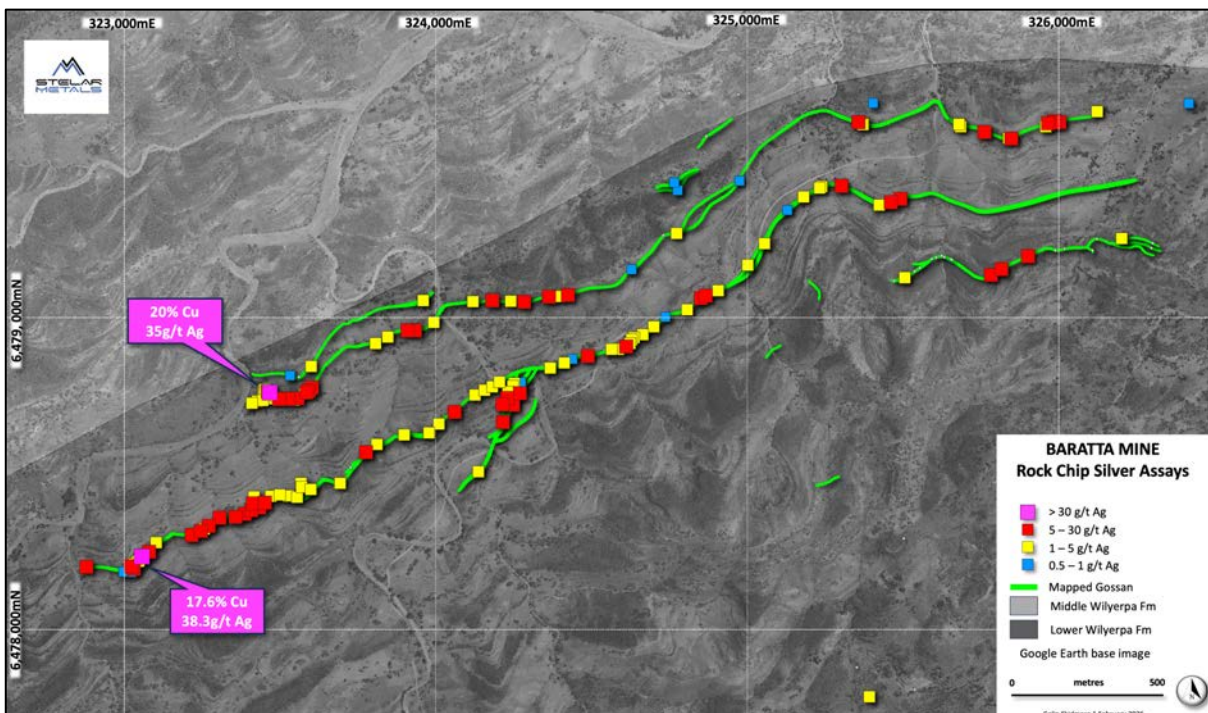 323,000mE
324,000mE
325,000mE
326,000mE
STELAR
METALS
6,479,000mN
20% Cu
35g/t Ag
17.6% Cu
38.3g/t Ag
6,478,000mN
BARATTA MINE
Rock Chip Silver Assays
> 30 g/t Ag
5 – 30 g/t Ag
1 – 5 g/t Ag
0.5 – 1 g/t Ag
Mapped Gossan
Middle Wilyerpa Fm
Lower Wilyerpa Fm
Google Earth base image
0 metres 500
N